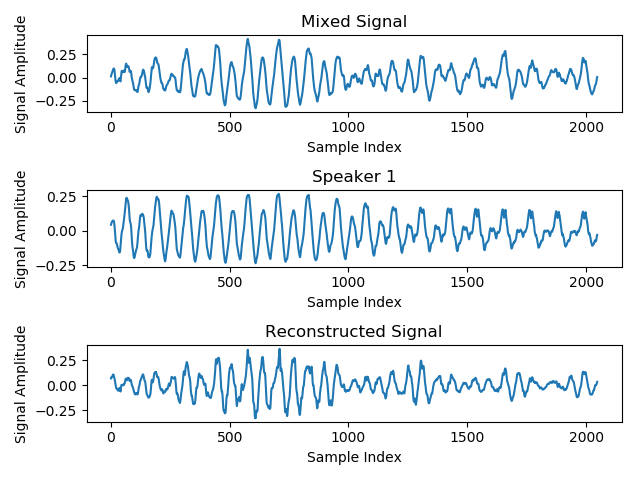 Mixed Signal
Signal Amplitude
0.25
0.00
−0.25
0 500 1000 1500 2000
Sample Index
Speaker 1
Signal Amplitude
0.25
0.00
−0.25
0 500 1000 1500 2000
Sample Index
Reconstructed Signal
Signal Amplitude
0.25
0.00
−0.25
0 500 1000 1500 2000
Sample Index